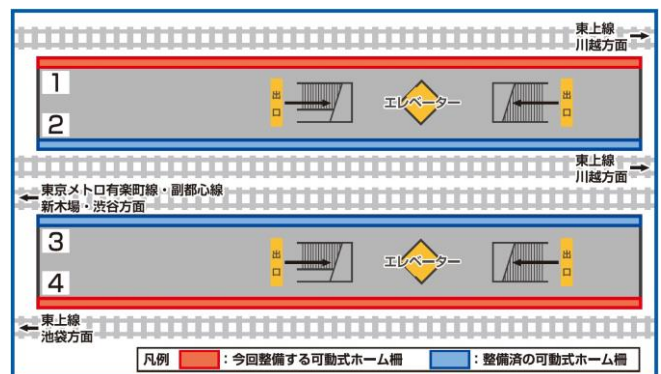 東上線
川越方面
1
出口
エレベーター
出口
2
東上線
川越方面
東京メトロ有楽町線・副都心線
新木場・渋谷方面
3
出口
エレベーター
出口
4
東上線
池袋方面
凡例 :今回整備する可動式ホーム柵 :整備済の可動式ホーム柵